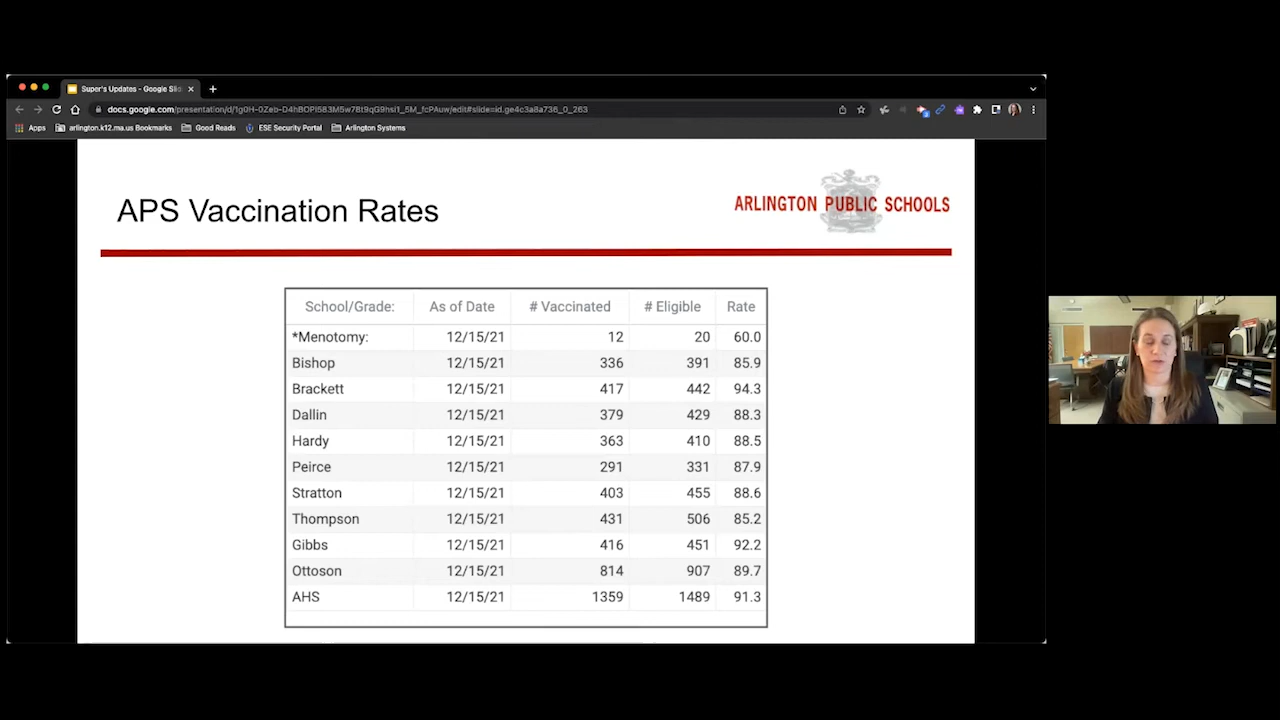 Super's Updates - Google Slid
docs.google.com/presentation/d/1g0H-0Zeb-D4hBOPI583M5w78t9qG9hsi1_5M_fcPAuw/edit#slide=id.ge4c3a8a736_0_263
Apps arlington.k12.ma.us Bookmarks Good Reads ESE Security Portal Arlington Systems
APS Vaccination Rates
ARLINGTON PUBLIC SCHOOLS
School/Grade: As of Date # Vaccinated # Eligible Rate
*Menotomy: 12/15/21 12 20 60.0
Bishop 12/15/21 336 391 85.9
Brackett 12/15/21 417 442 94.3
Dallin 12/15/21 379 429 88.3
Hardy 12/15/21 363 410 88.5
Peirce 12/15/21 291 331 87.9
Stratton 12/15/21 403 455 88.6
Thompson 12/15/21 431 506 85.2
Gibbs 12/15/21 416 451 92.2
Ottoson 12/15/21 814 907 89.7
AHS 12/15/21 1359 1489 91.3